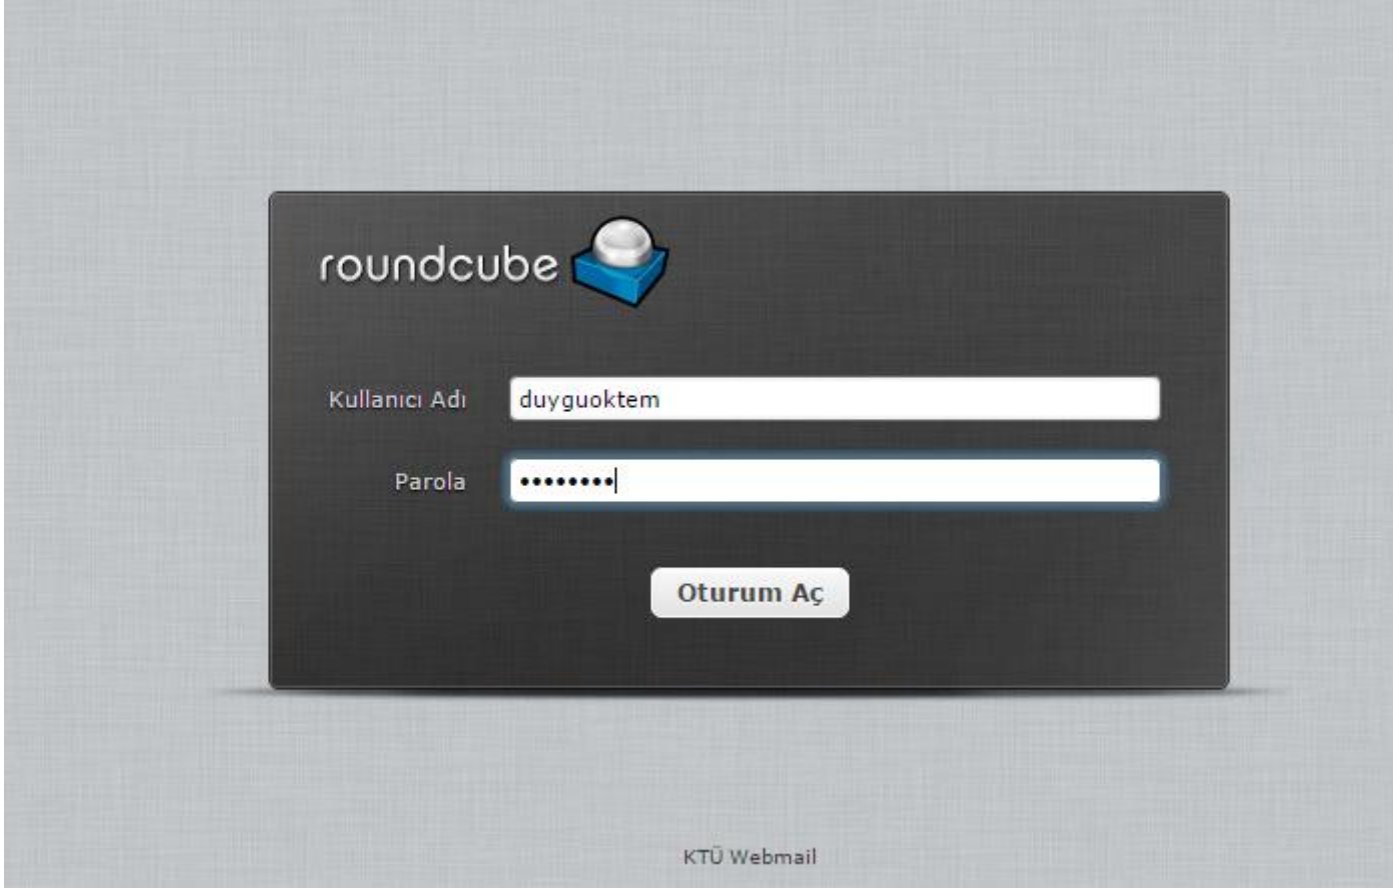 roundcube
Kullanıcı Adı duyguoktem
Parola ••••••••
Oturum Aç
KTÜ Webmail